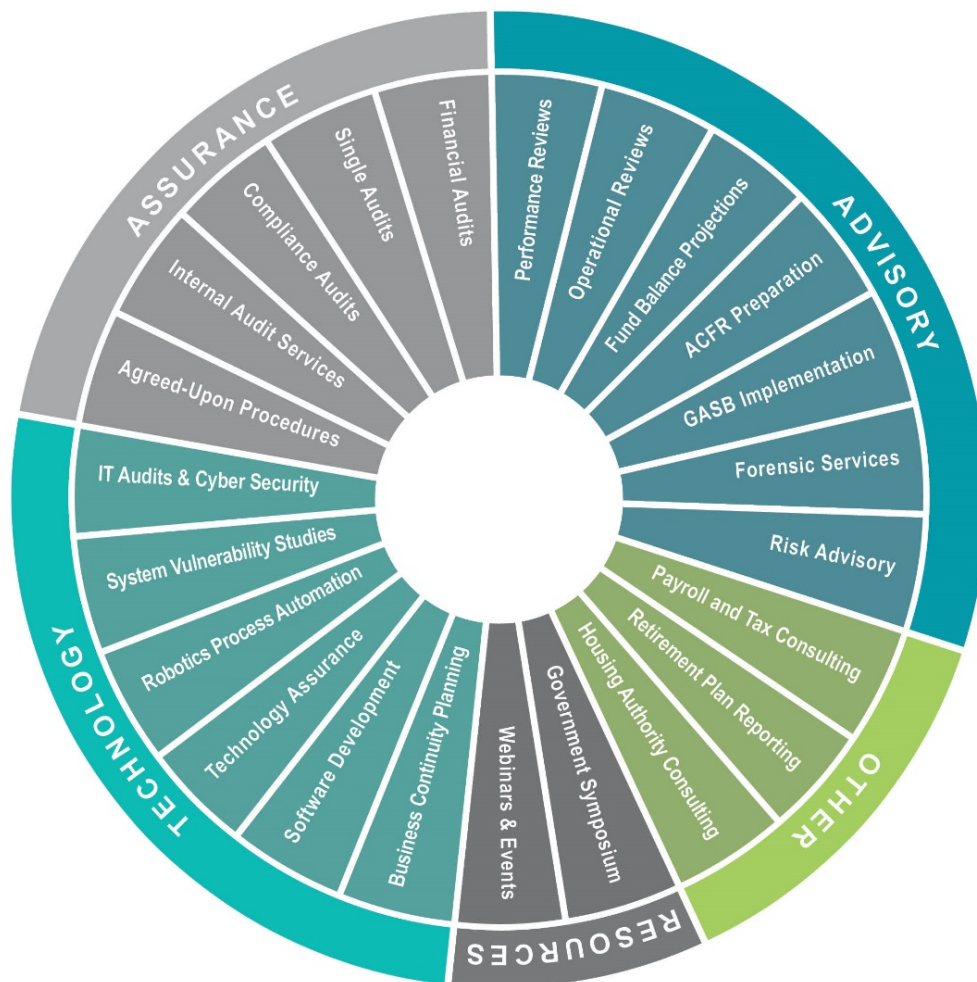 ASSURANCE
Agreed-Upon Procedures
Internal Audit Services
Compliance Audits
Single Audits
Financial Audits
ADVISORY
Performance Reviews
Operational Reviews
Fund Balance Projections
ACFR Preparation
GASB Implementation
Forensic Services
Risk Advisory
OTHER
Payroll and Tax Consulting
Retirement Plan Reporting
Housing Authority Consulting
RESOURCES
Government Symposium
Webinars & Events
TECHNOLOGY
Business Continuity Planning
Software Development
Technology Assurance
Robotics Process Automation
System Vulnerability Studies
IT Audits & Cyber Security